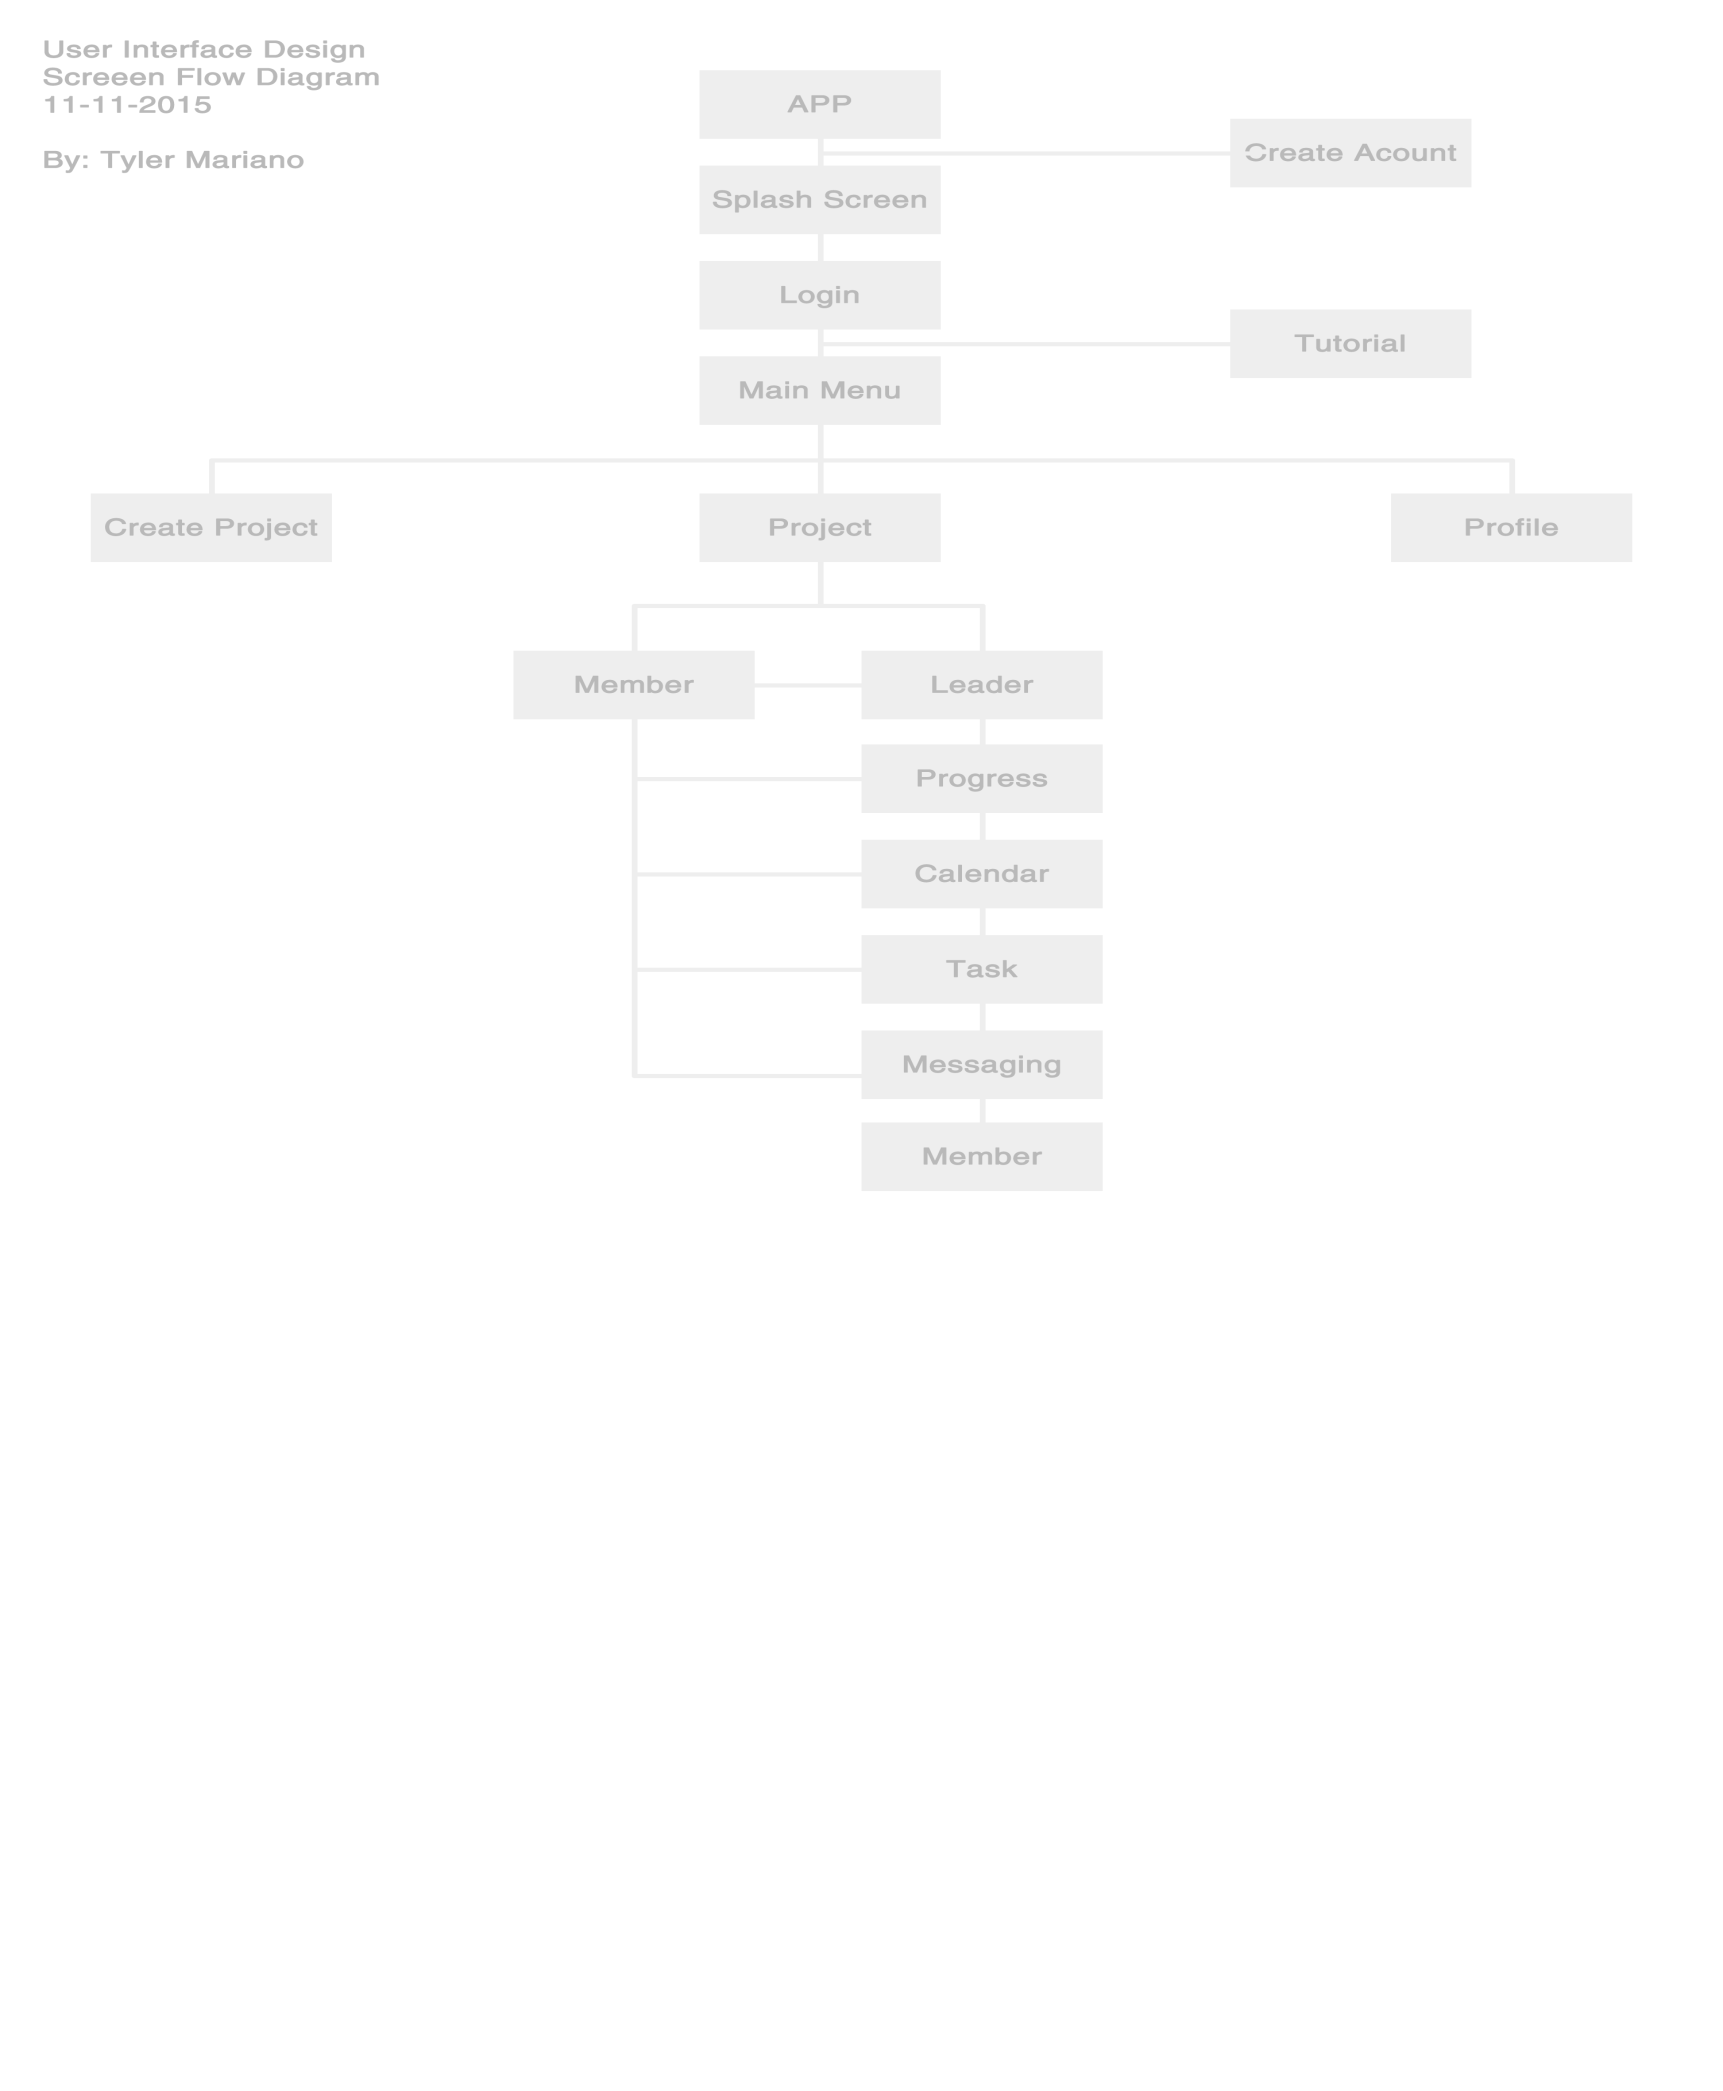 User Interface Design
Screeen Flow Diagram
11-11-2015
By: Tyler Mariano
APP
Create Acount
Splash Screen
Login
Tutorial
Main Menu
Create Project
Project
Profile
Member
Leader
Progress
Calendar
Task
Messaging
Member